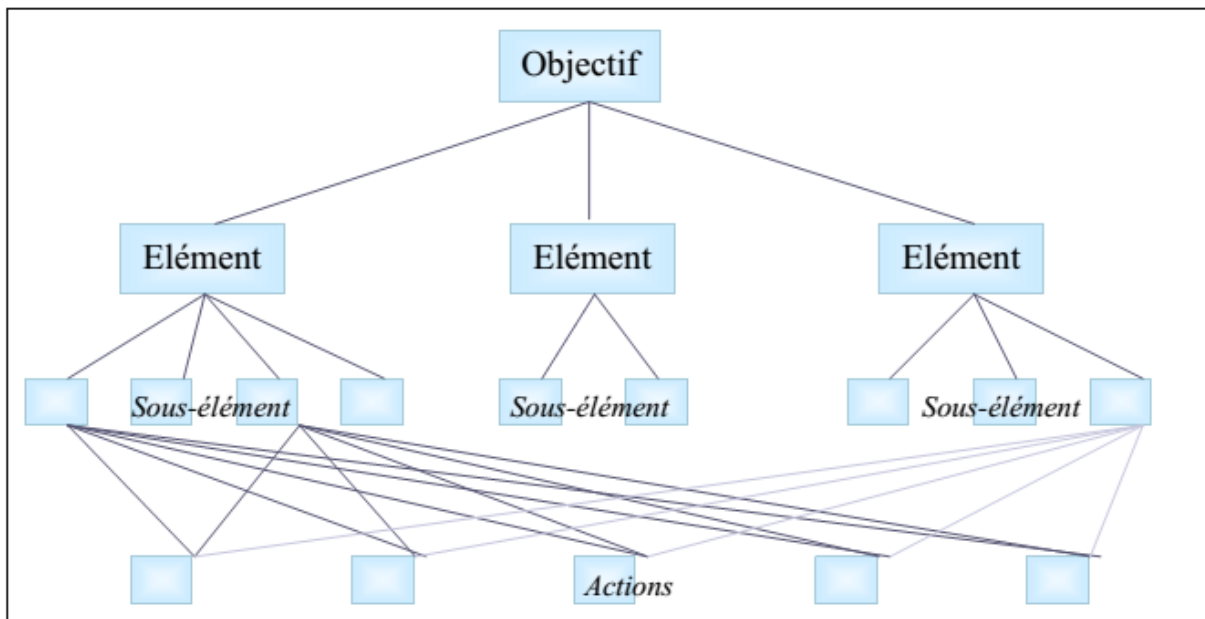 Objectif
Elément
Elément
Elément
Sous-élément
Sous-élément
Sous-élément
Actions